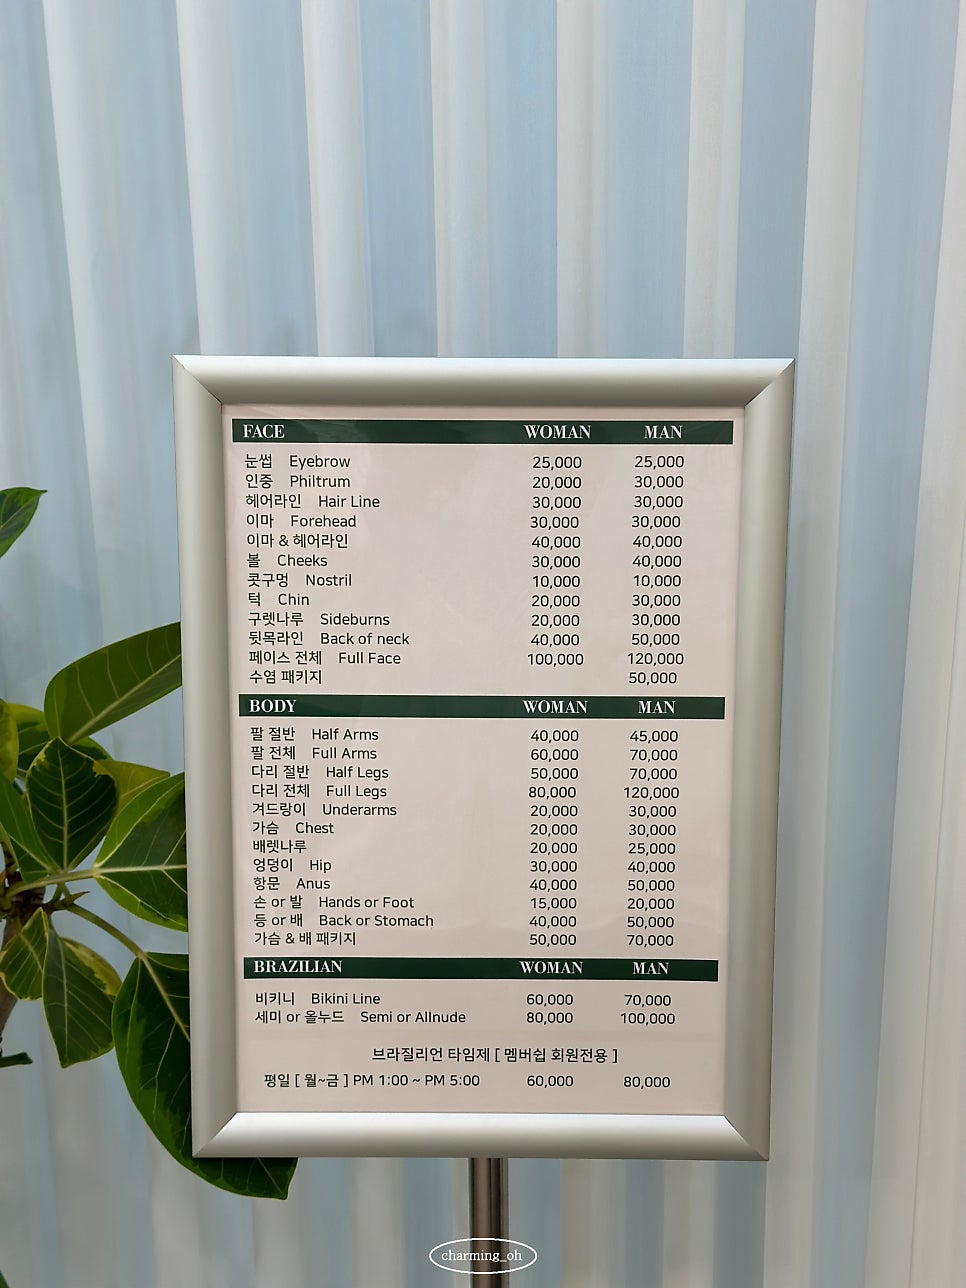 FACE WOMAN MAN
눈썹 Eyebrow 25,000 25,000
인중 Philtrum 20,000 30,000
헤어라인 Hair Line 30,000 30,000
이마 Forehead 30,000 30,000
이마 & 헤어라인 40,000 40,000
볼 Cheeks 30,000 40,000
콧구멍 Nostril 10,000 10,000
턱 Chin 20,000 30,000
구렛나루 Sideburns 20,000 30,000
뒷목라인 Back of neck 40,000 50,000
페이스 전체 Full Face 100,000 120,000
수염 패키지 50,000
BODY WOMAN MAN
팔 절반 Half Arms 40,000 45,000
팔 전체 Full Arms 60,000 70,000
다리 절반 Half Legs 50,000 70,000
다리 전체 Full Legs 80,000 120,000
겨드랑이 Underarms 20,000 30,000
가슴 Chest 20,000 30,000
배렛나루 20,000 25,000
엉덩이 Hip 30,000 40,000
항문 Anus 40,000 50,000
손 or 발 Hands or Foot 15,000 20,000
등 or 배 Back or Stomach 40,000 50,000
가슴 & 배 패키지 50,000 70,000
BRAZILIAN WOMAN MAN
비키니 Bikini Line 60,000 70,000
세미 or 올누드 Semi or Allnude 80,000 100,000
브라질리언 타임제 [ 멤버쉽 회원전용 ]
평일 [ 월~금 ] PM 1:00 ~ PM 5:00 60,000 80,000
charming_oh